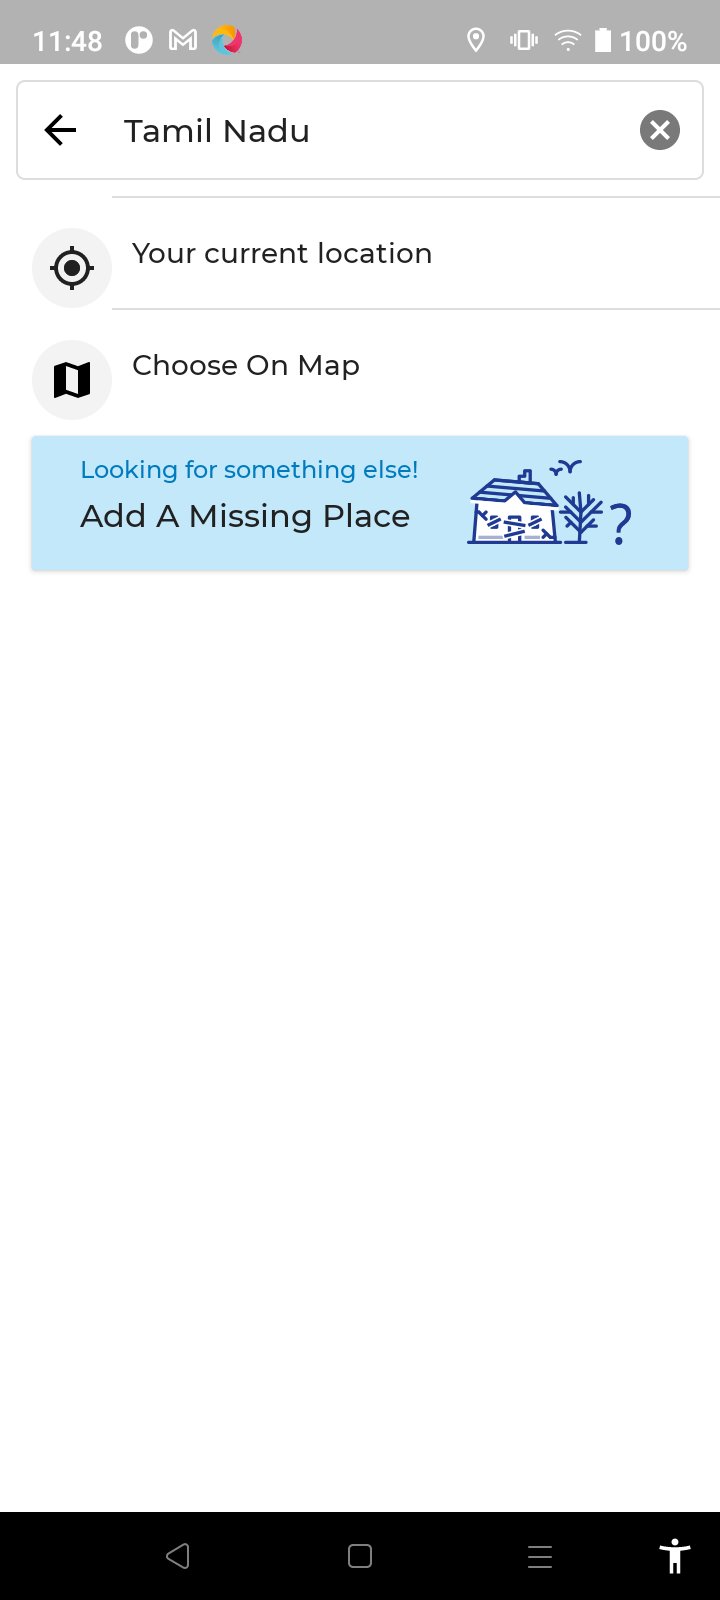 11:48
100%
Tamil Nadu
Your current location
Choose On Map
Looking for something else!
Add A Missing Place